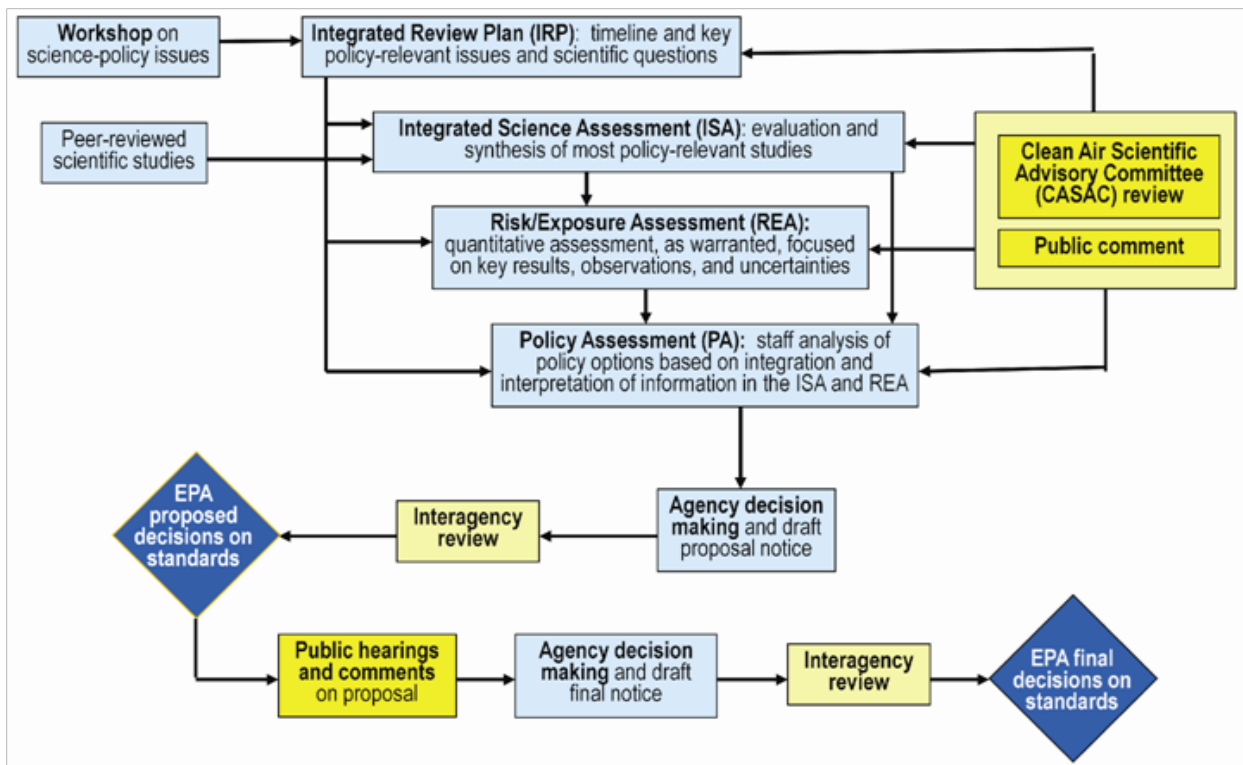 Workshop on
science-policy issues
Integrated Review Plan (IRP): timeline and key
policy-relevant issues and scientific questions
Peer-reviewed
scientific studies
Integrated Science Assessment (ISA): evaluation and
synthesis of most policy-relevant studies
Clean Air Scientific
Advisory Committee
(CASAC) review
Public comment
Risk/Exposure Assessment (REA):
quantitative assessment, as warranted, focused
on key results, observations, and uncertainties
Policy Assessment (PA): staff analysis of
policy options based on integration and
interpretation of information in the ISA and REA
EPA
proposed
decisions on
standards
Interagency
review
Agency decision
making and draft
proposal notice
Public hearings
and comments
on proposal
Agency decision
making and draft
final notice
Interagency
review
EPA final
decisions on
standards